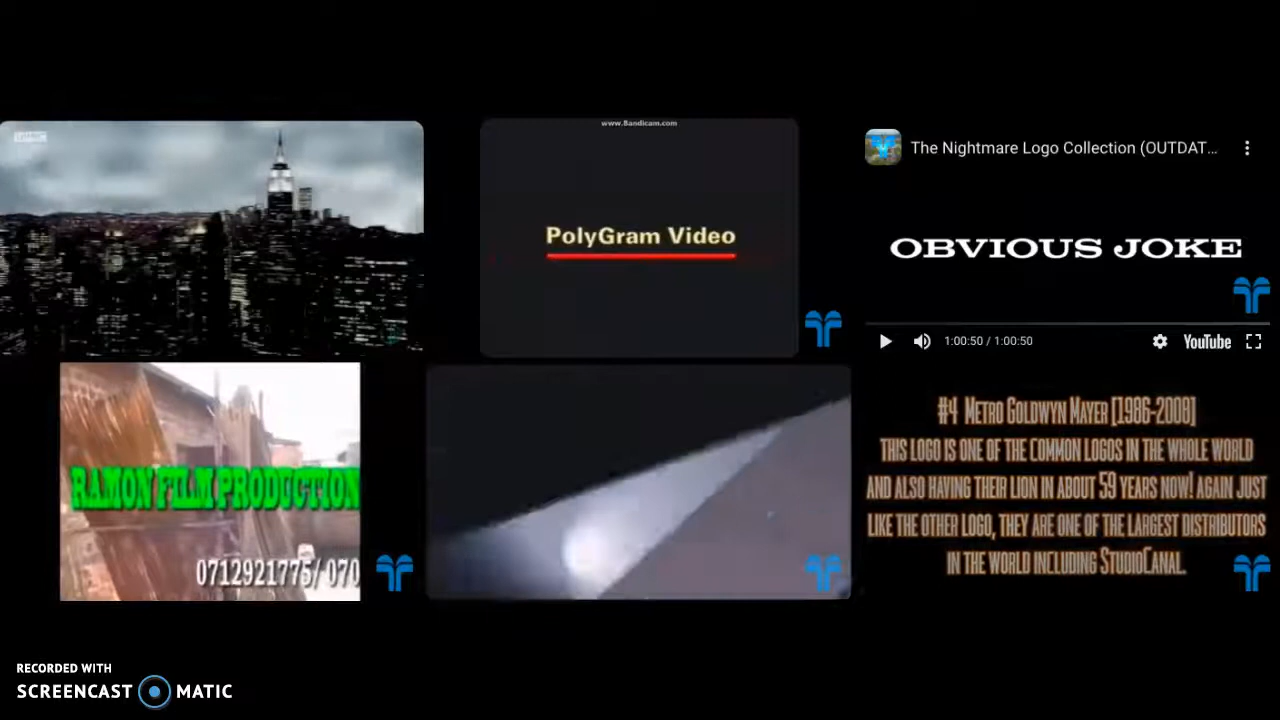 www.Bandicam.com
The Nightmare Logo Collection (OUTDAT...
PolyGram Video
OBVIOUS JOKE
1:00:50 / 1:00:50
YouTube
#4 METRO GOLDWYN MAYER [1986-2008]
THIS LOGO IS ONE OF THE COMMON LOGOS IN THE WHOLE WORLD
AND ALSO HAVING THEIR LION IN ABOUT 59 YEARS NOW! AGAIN JUST
LIKE THE OTHER LOGO, THEY ARE ONE OF THE LARGEST DISTRIBUTORS
IN THE WORLD INCLUDING STUDIOCANAL.
RAMON FILM PRODUCTION
0712921775/ 070
RECORDED WITH
SCREENCAST MATIC